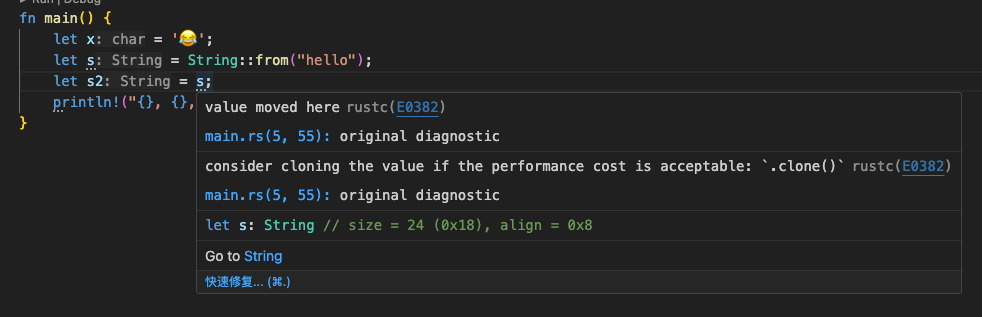 Run | Debug
fn main() {
let x: char = '😂';
let s: String = String::from("hello");
let s2: String = s;
println!("{}, {},
value moved here rustc(E0382)
main.rs(5, 55): original diagnostic
consider cloning the value if the performance cost is acceptable: `.clone()` rustc(E0382)
main.rs(5, 55): original diagnostic
let s: String // size = 24 (0x18), align = 0x8
Go to String
快速修复... (⌘.)
}